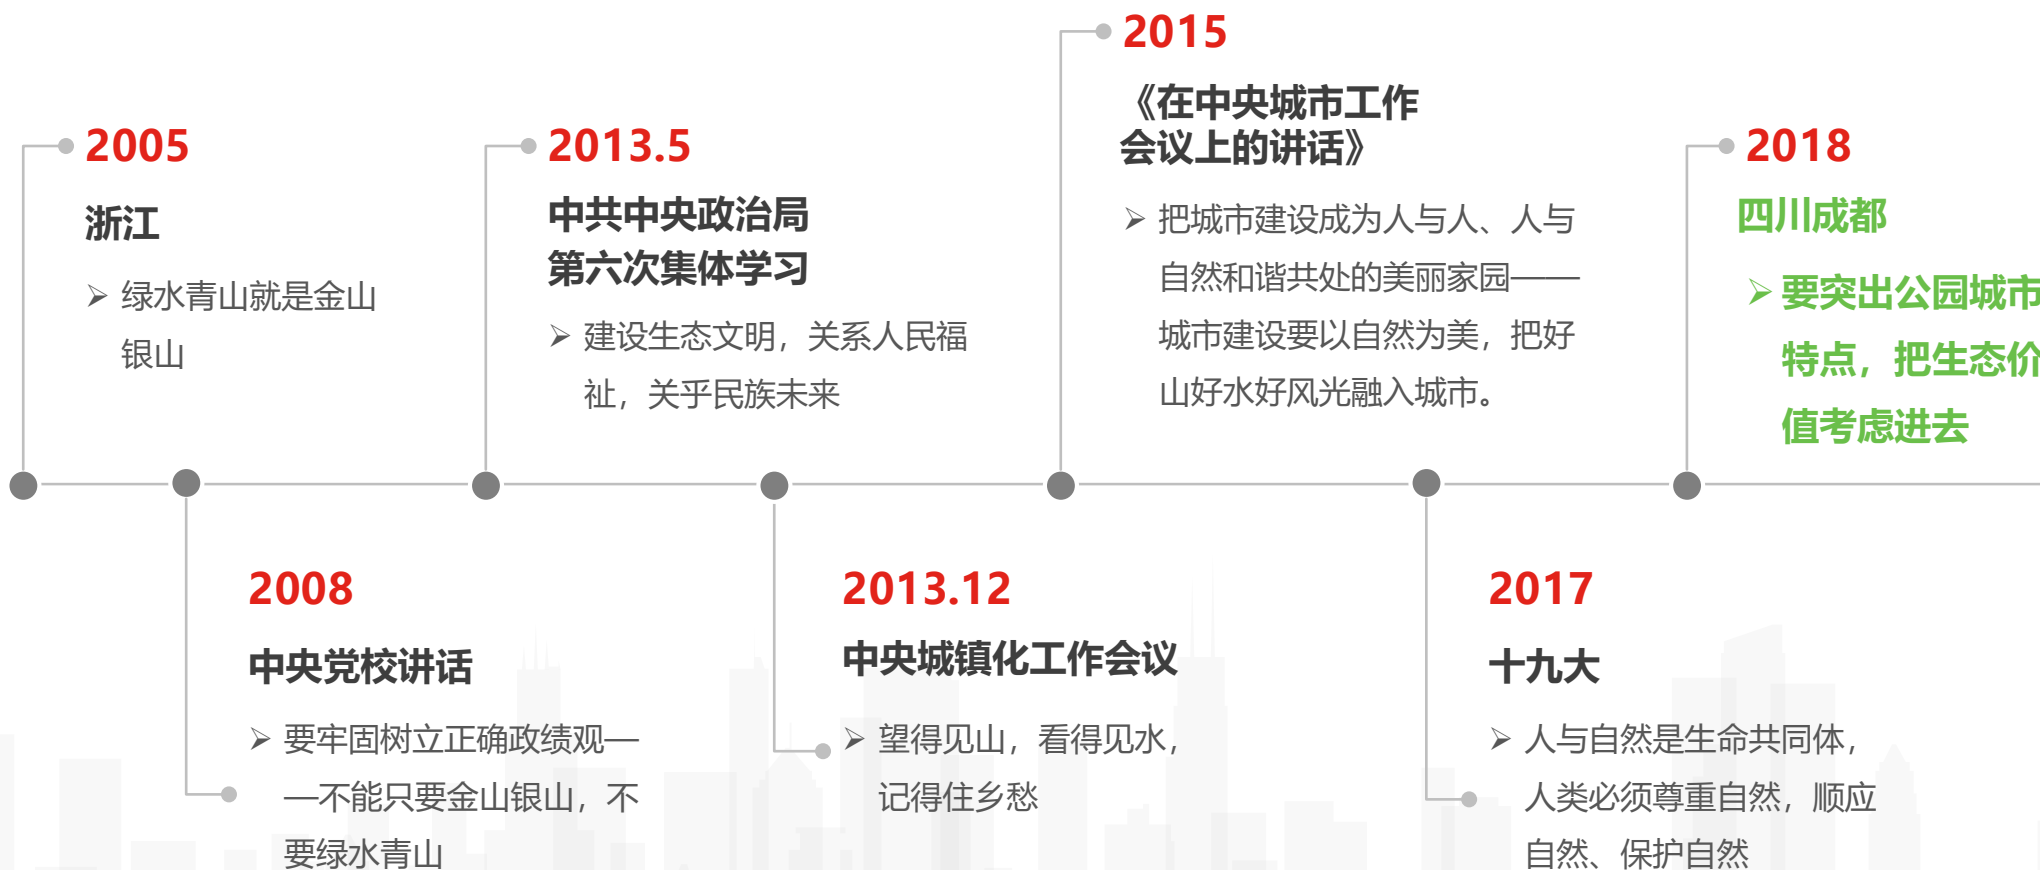 2005
浙江
➢ 绿水青山就是金山
银山
2008
中央党校讲话
➢ 要牢固树立正确政绩观—
—不能只要金山银山，不
要绿水青山
2013.5
中共中央政治局
第六次集体学习
➢ 建设生态文明，关系人民福
祉，关乎民族未来
2013.12
中央城镇化工作会议
➢ 望得见山，看得见水，
记得住乡愁
2015
《在中央城市工作
会议上的讲话》
➢ 把城市建设成为人与人、人与
自然和谐共处的美丽家园——
城市建设要以自然为美，把好
山好水好风光融入城市。
2017
十九大
➢ 人与自然是生命共同体，
人类必须尊重自然，顺应
自然、保护自然
2018
四川成都
➢ 要突出公园城市
特点，把生态价
值考虑进去